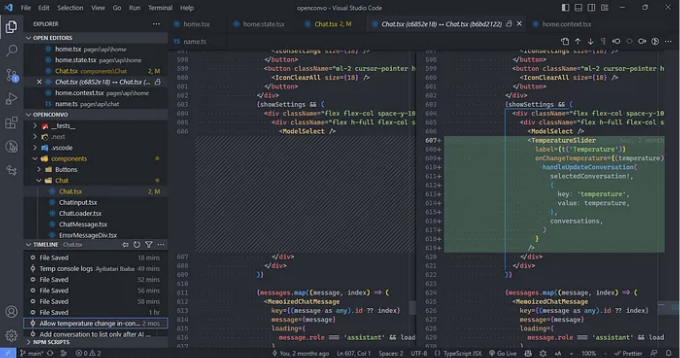 File Edit Selection View Go Run Terminal Help
openconvo - Visual Studio Code
EXPLORER
OPEN EDITORS
home.tsx pages\api\home
home.state.tsx pages\api\home
Chat.tsx components\Chat 2, M
Chat.tsx (c6852e18) ↔ Chat.tsx (
home.context.tsx pages\api\home
name.ts pages\api\chat
OPENCONVO
__tests__
.next
.vscode
components
Buttons
Chat
Chat.tsx 2, M
ChatInput.tsx
ChatLoader.tsx
ChatMessage.tsx
ErrorMessageDiv.tsx
TIMELINE Chat.tsx
File Saved 18 mins
Temp console logs Ayibatari Ibaba 49 mins
File Saved 52 mins
File Saved 56 mins
File Saved 58 mins
File Saved 1 hr
Allow temperature change in-con... 2 mos
Add conversation to list only after AI ...
NPM SCRIPTS
home.tsx
home.state.tsx
Chat.tsx 2, M
Chat.tsx (c6852e18) ↔ Chat.tsx (b6bd2122)
home.context.tsx
name.ts
597 <IconSettings size={18} />
598 </button>
599 <button className="ml-2 cursor-pointer h
600 <IconClearAll size={18} />
601 </button>
602 </div>
603 {showSettings && (
604 <div className="flex flex-col space-y-10
605 <div className="flex h-full flex-col s
606 <ModelSelect />
607 </div>
608 </div>
609 )}
610
611 {messages.map((message, index) => (
612 <MemoizedChatMessage
613 key={(message as any).id ?? index}
614 message={message}
615 loading={
616 message.role === 'assistant' && load
597 <IconSettings size={18} />
598 </button>
599 <button className="ml-2 cursor-pointer h
600 <IconClearAll size={18} />
601 </button>
602 </div>
603 {showSettings && (
604 <div className="flex flex-col space-y-10
605 <div className="flex h-full flex-col s
606 <ModelSelect />
607+ <TemperatureSlider
608+ label={t('Temperature')}
609+ onChangeTemperature={(temperature)
610+ handleUpdateConversation(
611+ selectedConversation!,
612+ {
613+ key: 'temperature',
614+ value: temperature,
615+ },
616+ conversations,
617+ )
618+ }
619+ />
620 </div>
621 </div>
622 )}
623
624 {messages.map((message, index) => (
625 <MemoizedChatMessage
626 key={(message as any).id ?? index}
627 message={message}
628 loading={
629 message.role === 'assistant' && loa
main* 0 2 You, 2 months ago Ln 607, Col 1 Spaces: 2 UTF-8 {} TypeScript JSX Go Live 100% Prettier